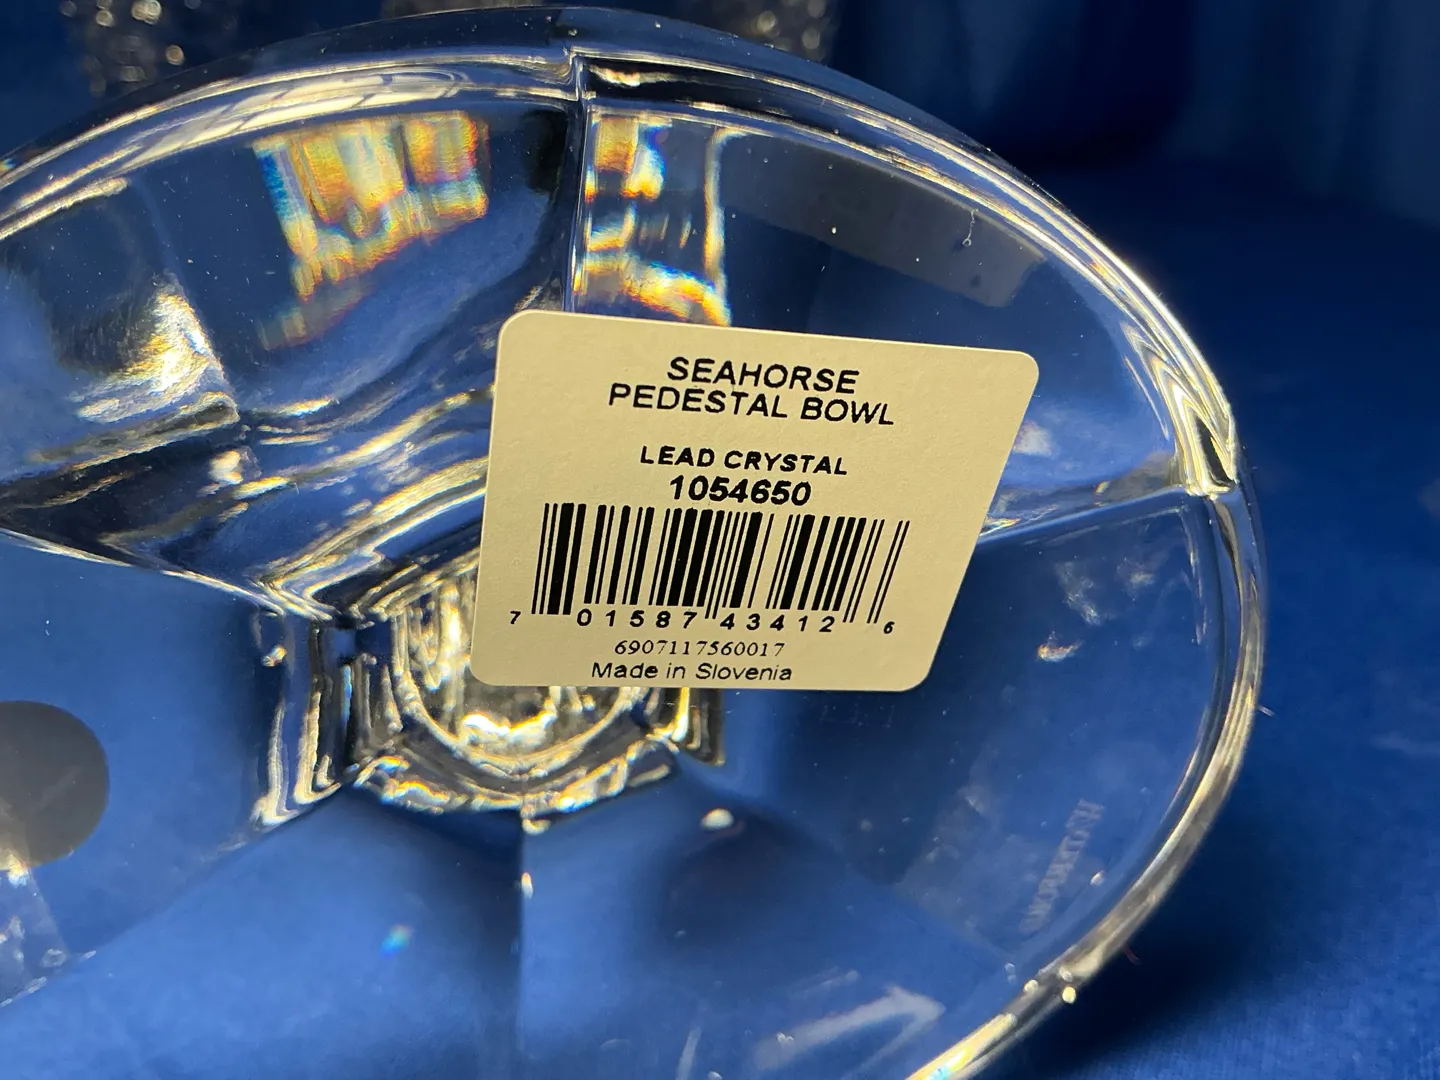 SEAHORSE
PEDESTAL BOWL
LEAD CRYSTAL
1054650
7 01587 43412 6
6907117560017
Made in Slovenia